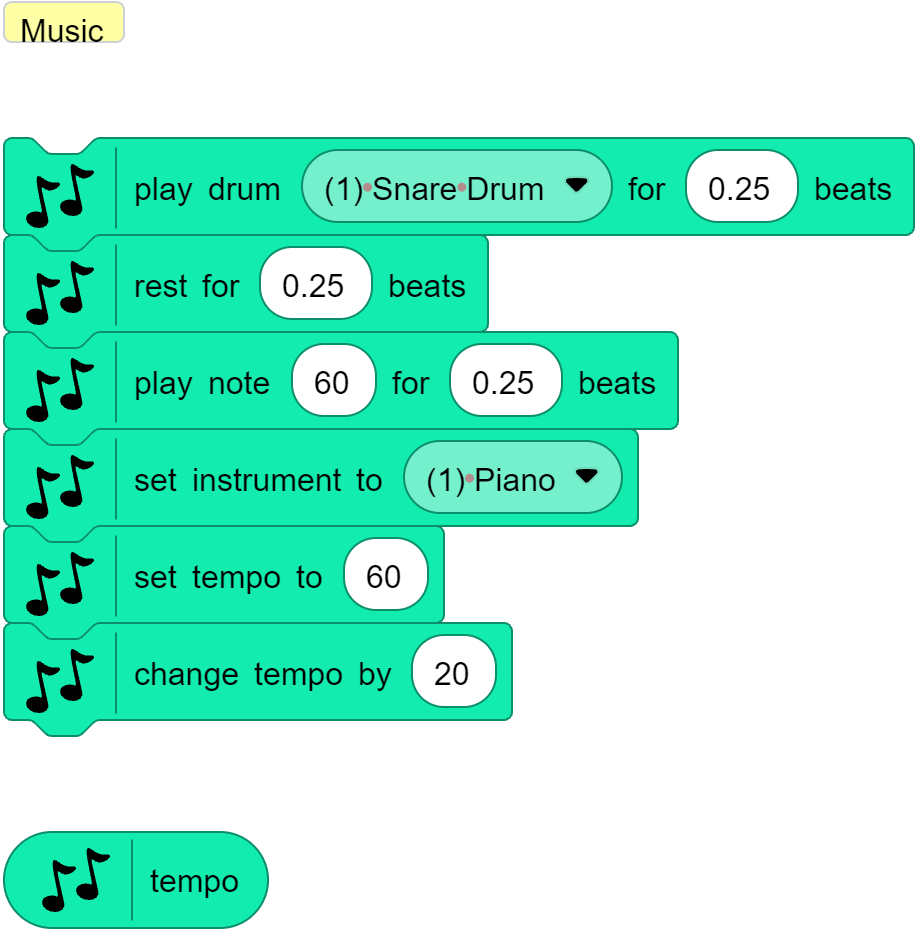 Music
play drum (1) Snare Drum for 0.25 beats
rest for 0.25 beats
play note 60 for 0.25 beats
set instrument to (1) Piano
set tempo to 60
change tempo by 20
tempo